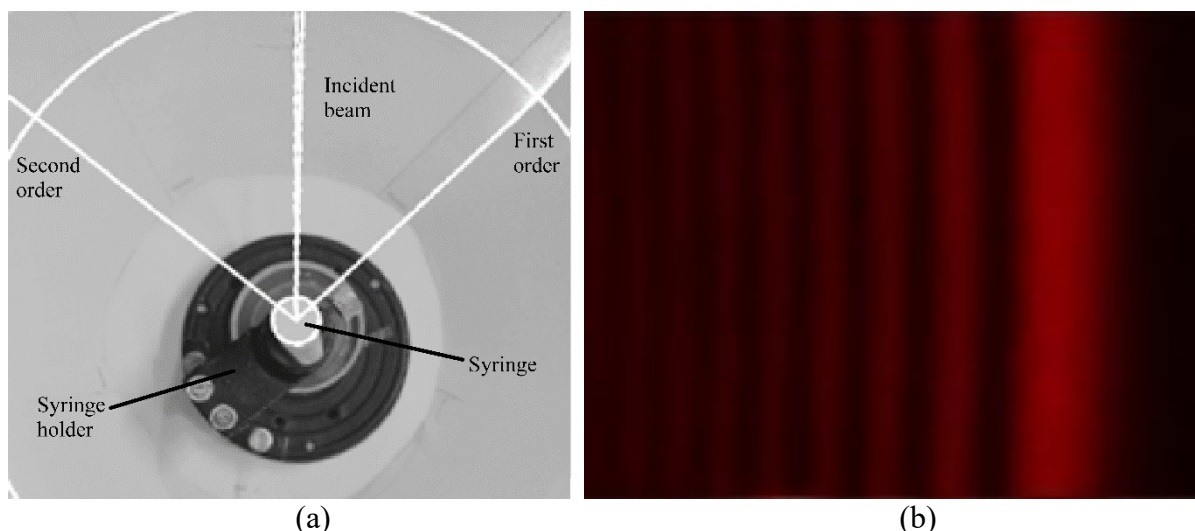 Incident
beam
First
order
Second
order
Syringe
Syringe
holder
(a)
(b)